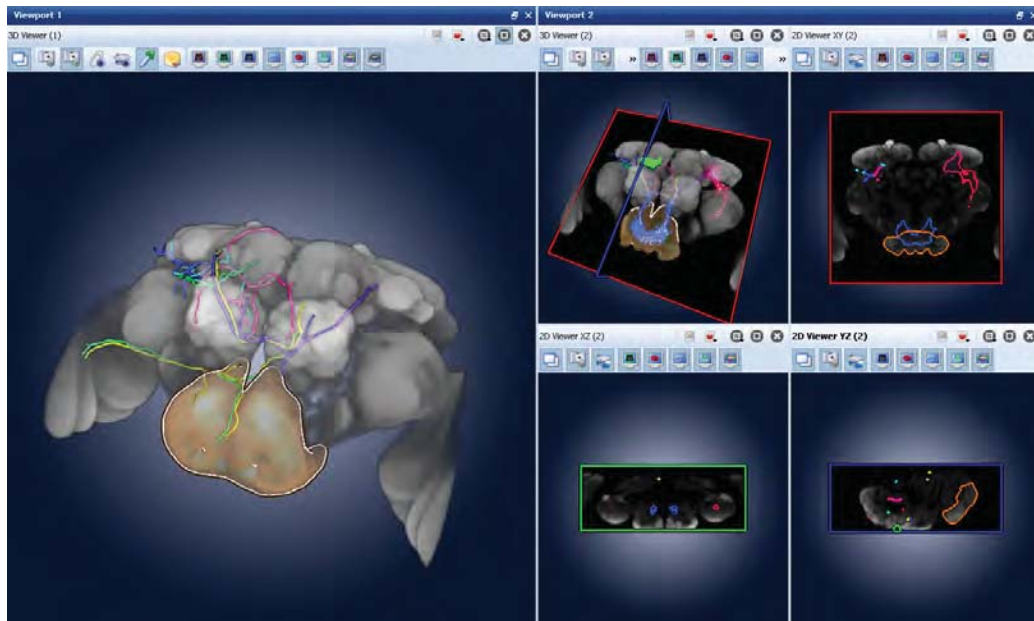 Viewport 1
Viewport 2
3D Viewer (1)
3D Viewer (2)
2D Viewer XY (2)
»
»
2D Viewer XZ (2)
2D Viewer YZ (2)